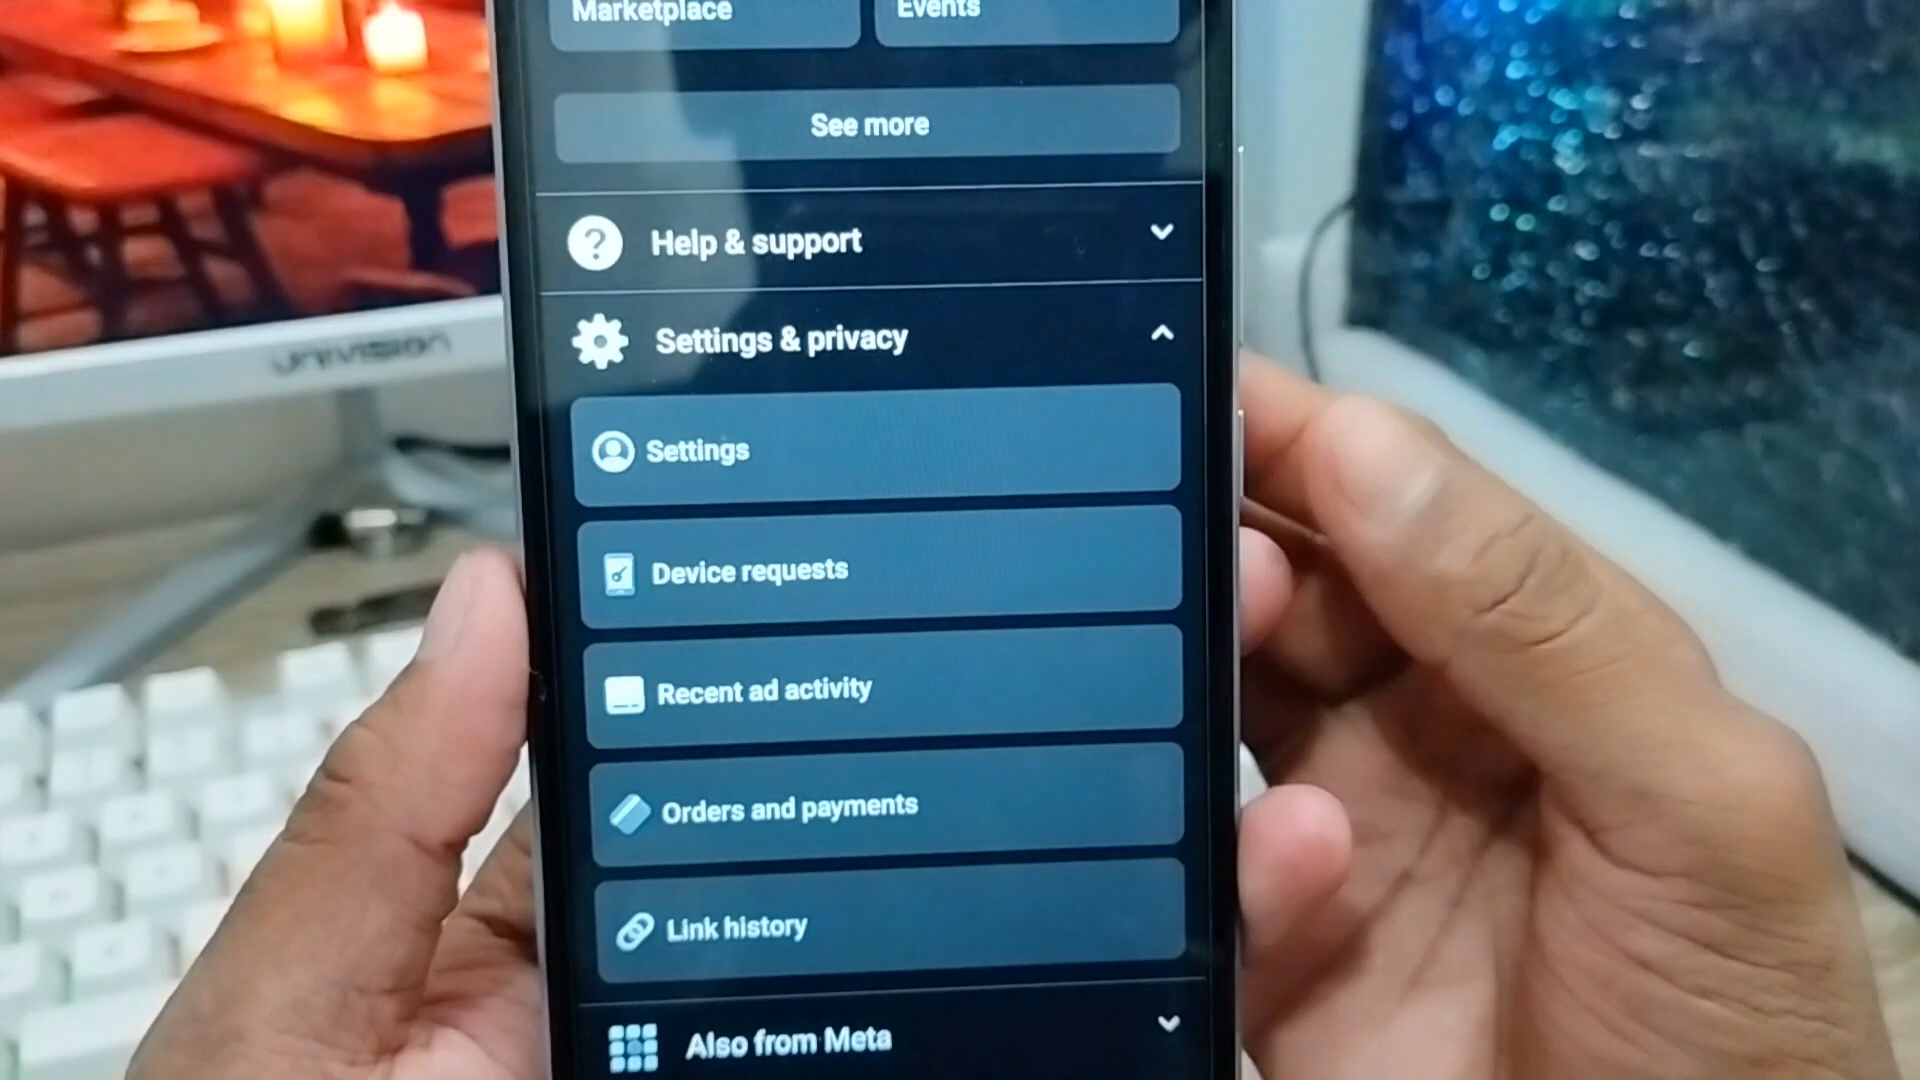 Marketplace
Events
See more
Help & support
UNIVISION
Settings & privacy
Settings
Device requests
Recent ad activity
Orders and payments
Link history
Also from Meta